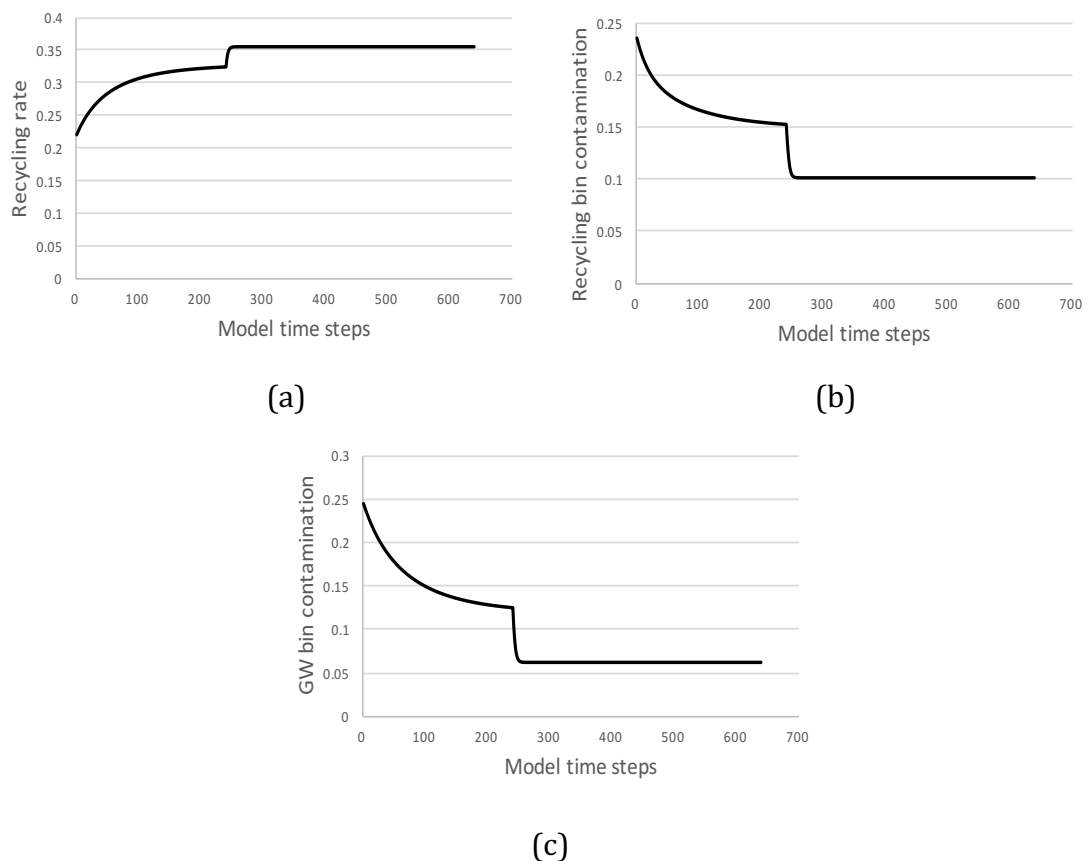 0.4
0.35
0.3
0.25
0.2
0.15
0.1
0.05
0
Recycling rate
0 100 200 300 400 500 600 700
Model time steps
(a)
0.25
0.2
0.15
0.1
0.05
0
Recycling bin contamination
0 100 200 300 400 500 600 700
Model time steps
(b)
0.3
0.25
0.2
0.15
0.1
0.05
0
GW bin contamination
0 100 200 300 400 500 600 700
Model time steps
(c)